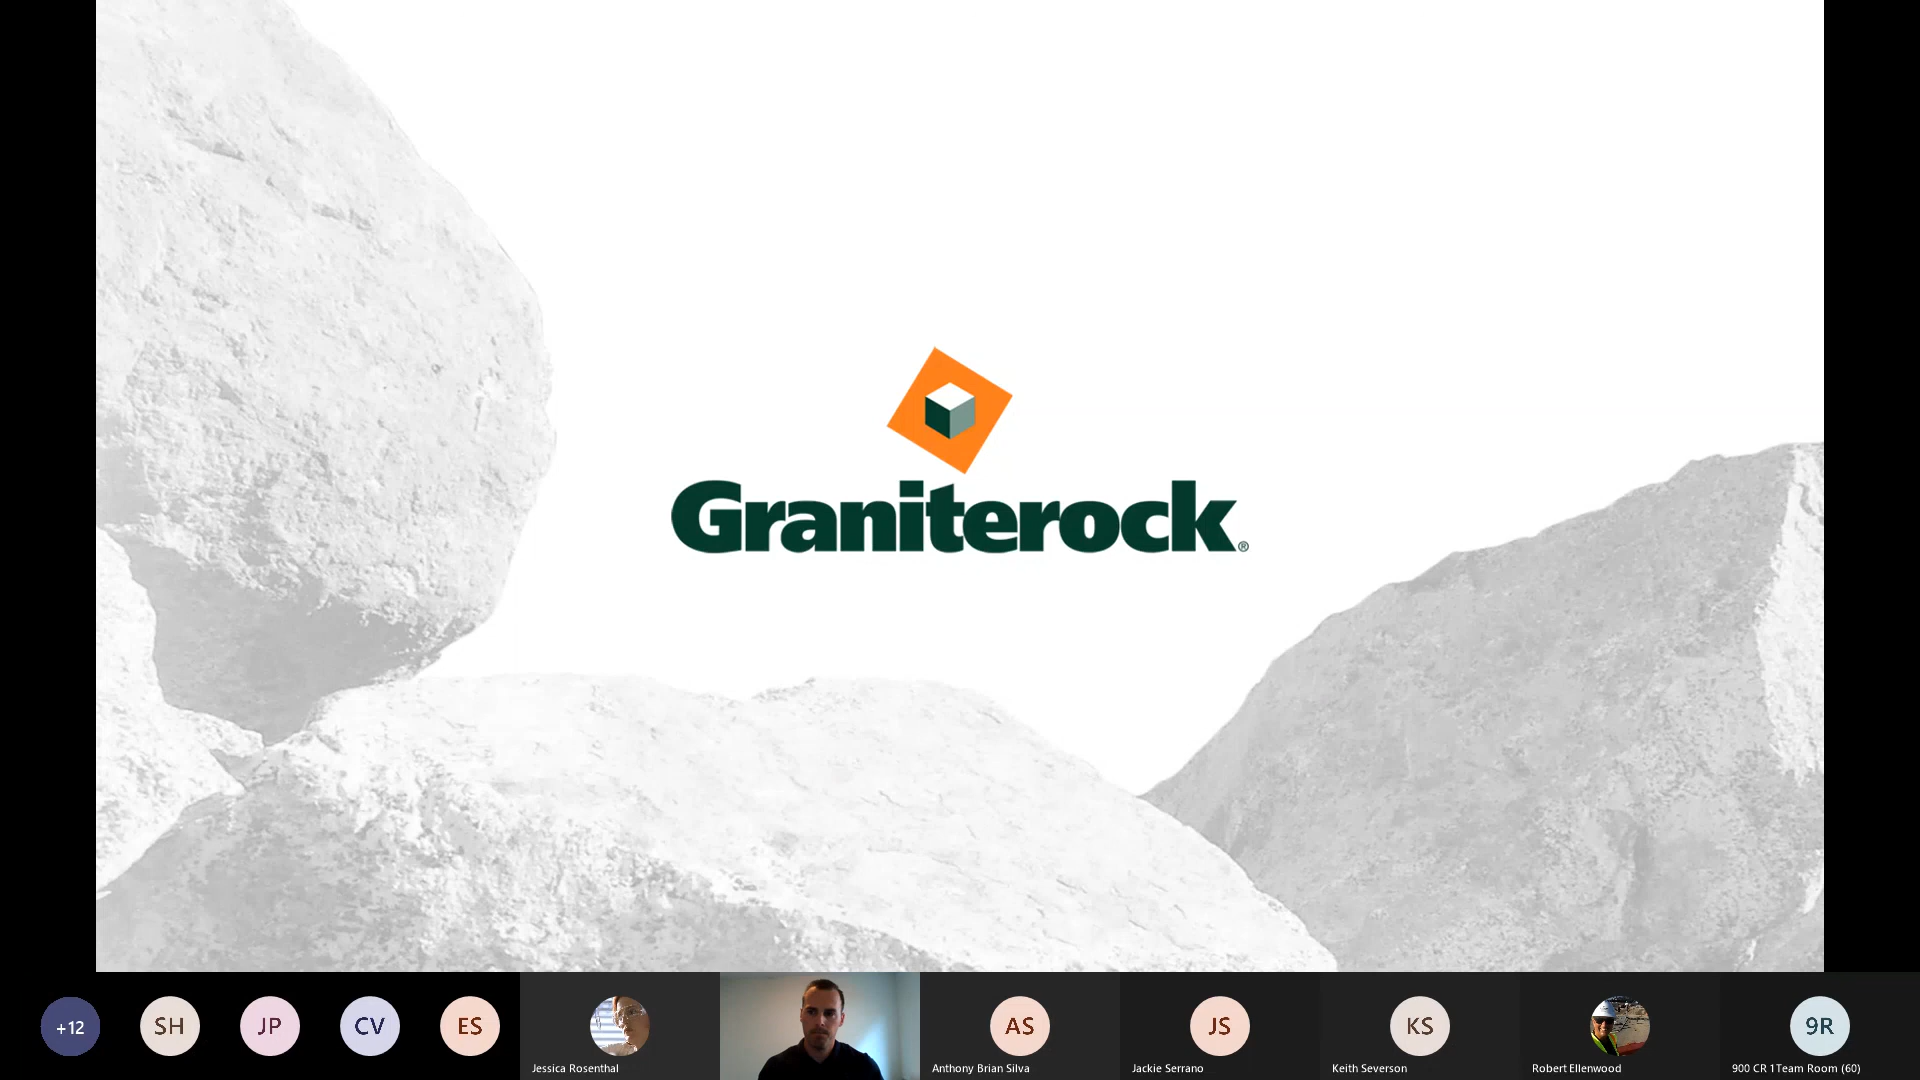 Graniterock®
+12
SH
JP
CV
ES
AS
JS
KS
9R
Jessica Rosenthal
Anthony Brian Silva
Jackie Serrano
Keith Severson
Robert Ellenwood
900 CR 1Team Room (60)